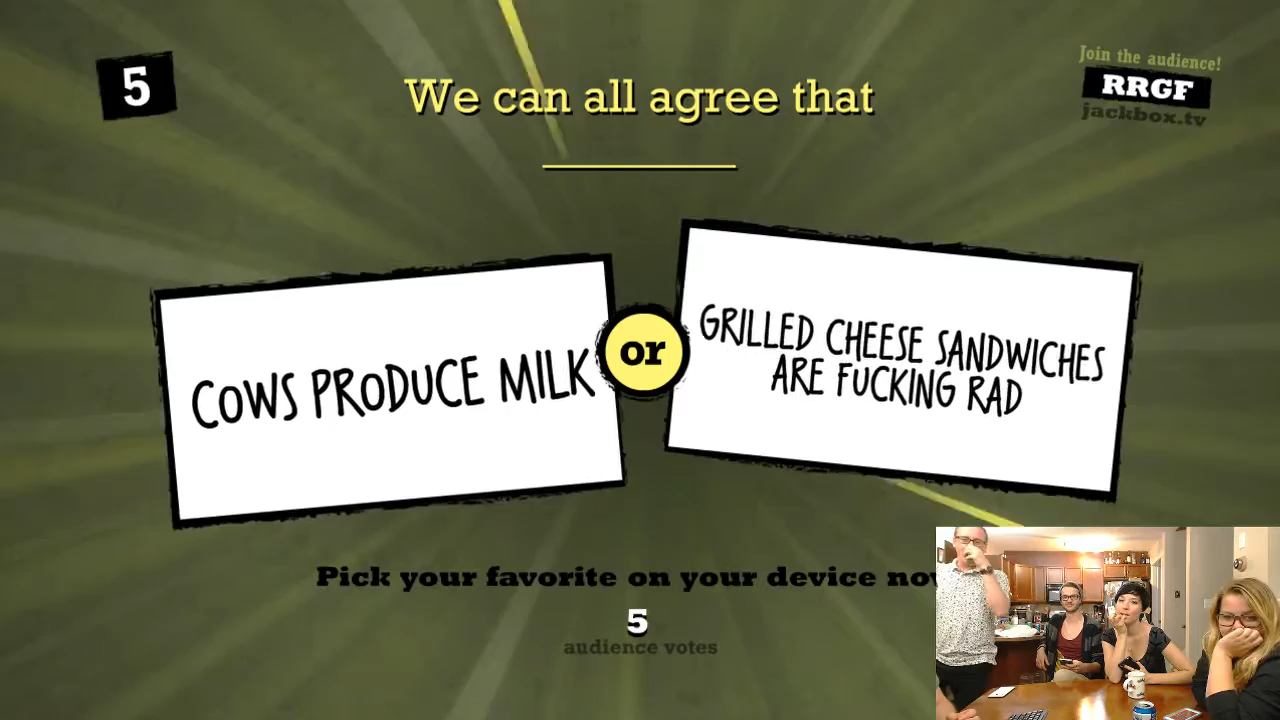 5
We can all agree that
Join the audience!
RRGF
jackbox.tv
COWS PRODUCE MILK
or
GRILLED CHEESE SANDWICHES
ARE FUCKING RAD
Pick your favorite on your device
5
audience votes